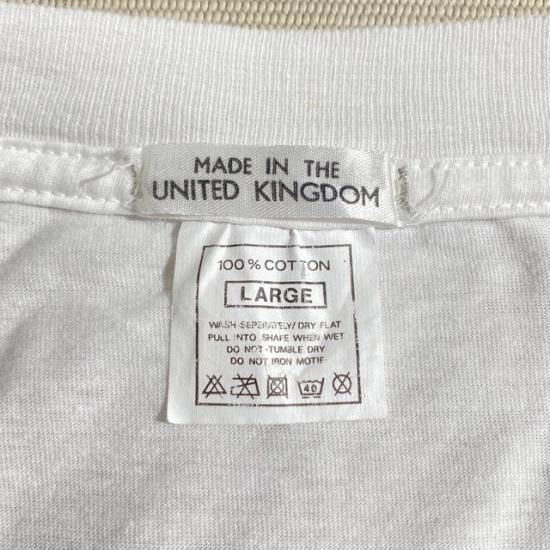 MADE IN THE
UNITED KINGDOM
100% COTTON
LARGE
WASH SEPERATELY/DRY FLAT
PULL INTO SHAPE WHEN WET
DO NOT TUMBLE DRY
DO NOT IRON MOTIF
40